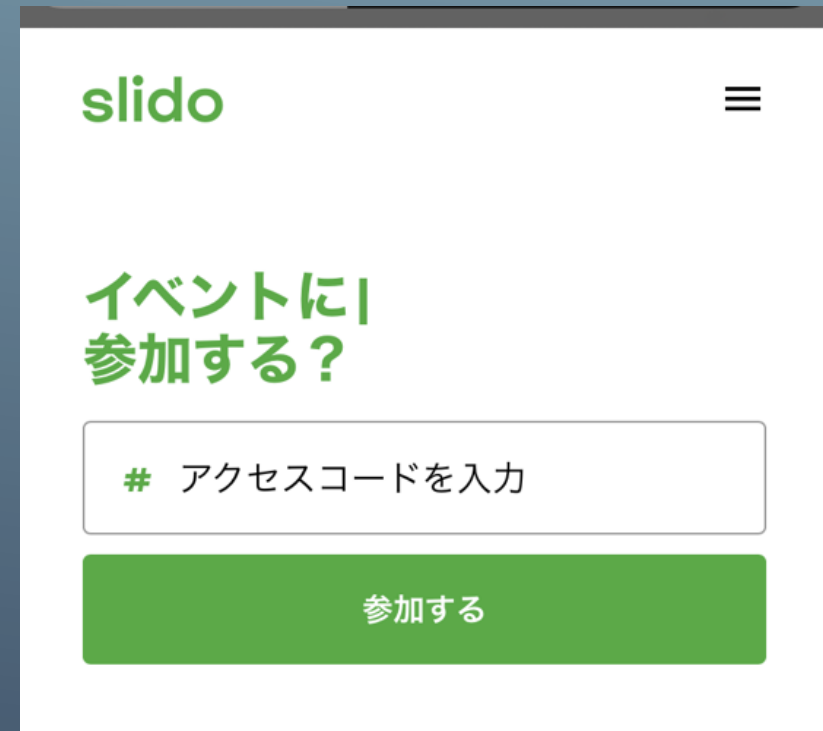 slido
イベントに|
参加する？
# アクセスコードを入力
参加する